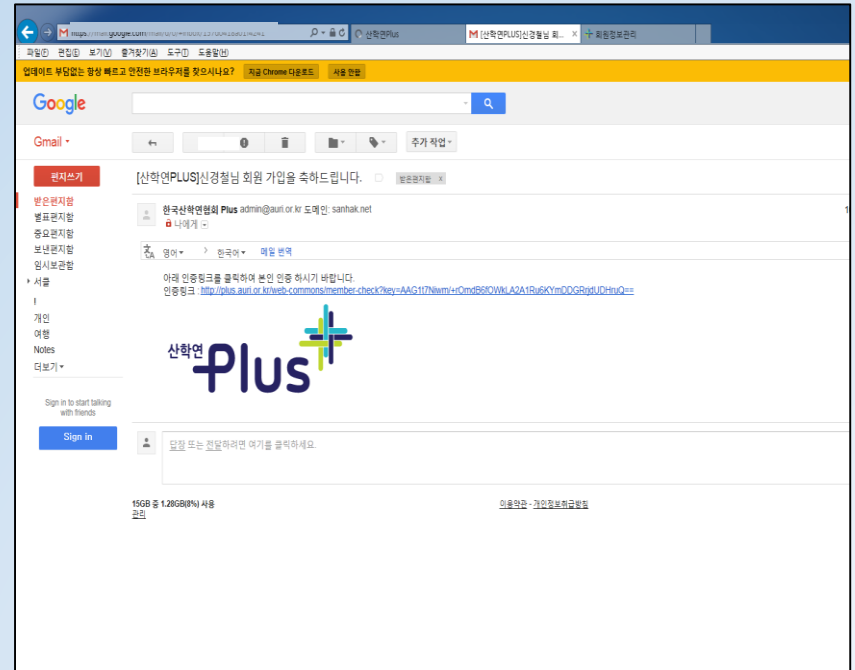 산학연Plus
M [산학연PLUS]신경철님 회...
회원정보관리
파일(F) 편집(E) 보기(V) 즐겨찾기(A) 도구(T) 도움말(H)
업데이트 부담없는 항상 빠르고 안전한 브라우저를 찾으시나요? 지금 Chrome 다운로드 사용 안함
Google
Gmail
추가 작업
편지쓰기
[산학연PLUS]신경철님 회원 가입을 축하드립니다. 받은편지함 X
받은편지함
별표편지함
중요편지함
보낸편지함
임시보관함
서클
!
개인
여행
Notes
더보기
한국산학연협회 Plus admin@auri.or.kr 도메인: sanhak.net
나에게
영어 > 한국어 메일 번역
아래 인증링크를 클릭하여 본인 인증 하시기 바랍니다.
인증링크 : http://plus.auri.or.kr/web-commons/member-check?key=
산학연 Plus
Sign in to start talking
with friends
Sign in
답장 또는 전달하려면 여기를 클릭하세요.
15GB 중 1.28GB(8%) 사용
관리
이용약관 - 개인정보취급방침